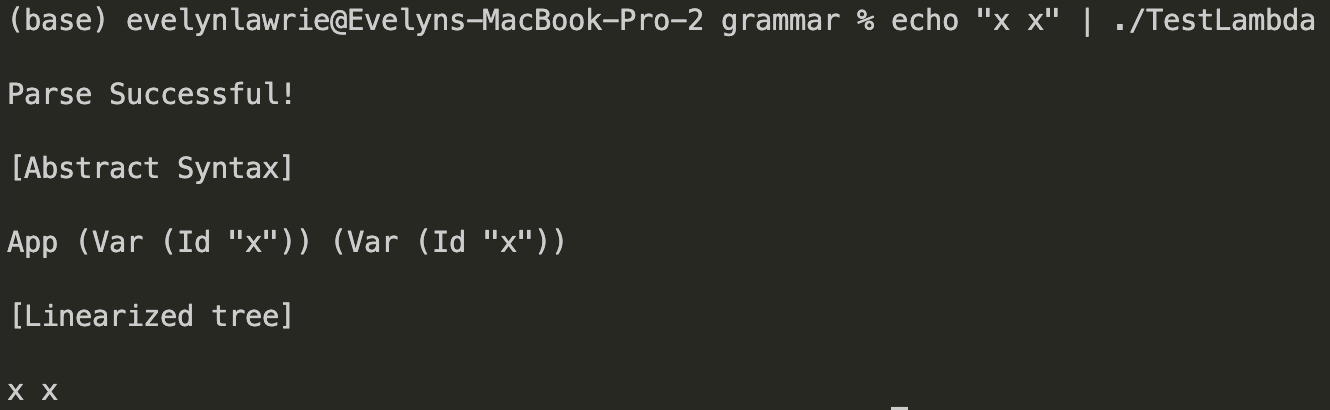 (base) evelynlawrie@Evelyns-MacBook-Pro-2 grammar % echo "x x" | ./TestLambda
Parse Successful!
[Abstract Syntax]
App (Var (Id "x")) (Var (Id "x"))
[Linearized tree]
x x